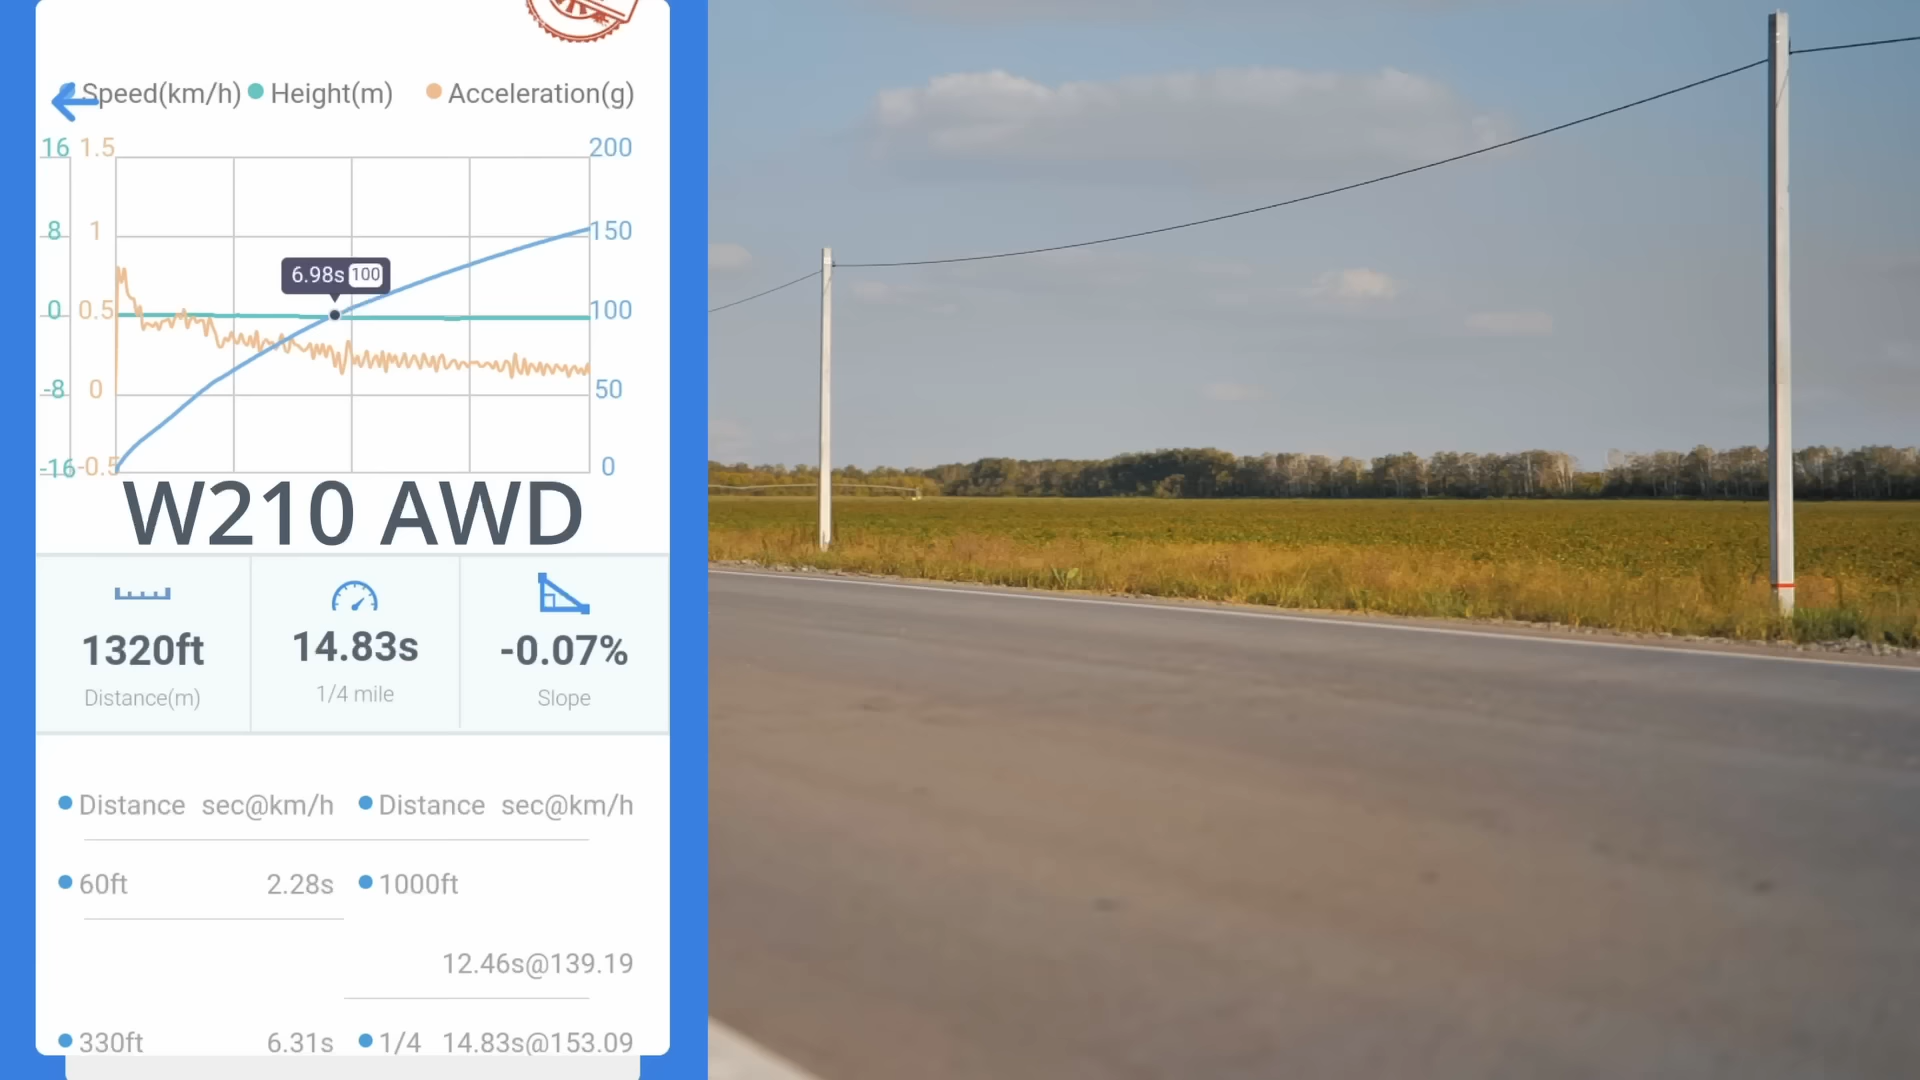 Speed(km/h) Height(m) Acceleration(g)
16 1.5 200
8 1 150
6.98s 100
0 0.5 100
-8 0 50
-16 -0.5 0
W210 AWD
1320ft 14.83s -0.07%
Distance(m) 1/4 mile Slope
Distance sec@km/h Distance sec@km/h
60ft 2.28s 1000ft
12.46s@139.19
330ft 6.31s 1/4 14.83s@153.09